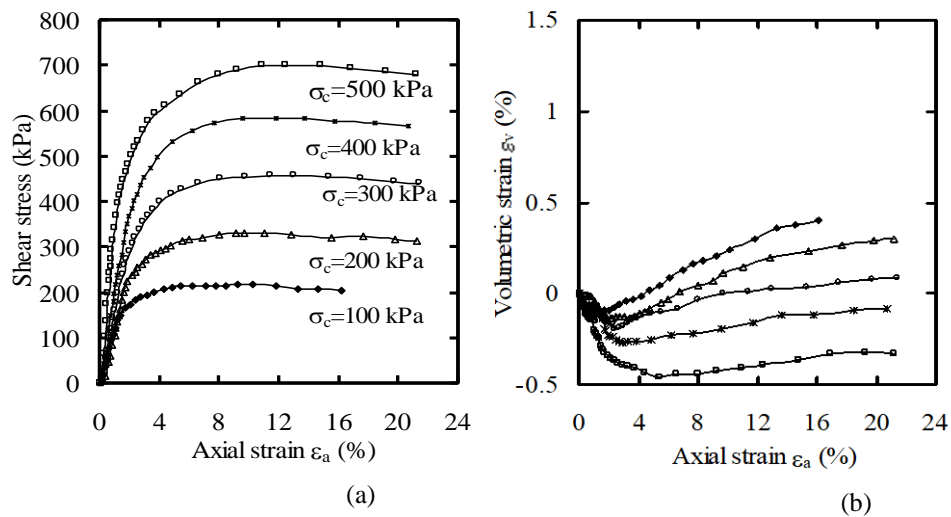 800
700
600
500
400
300
200
100
0
Shear stress (kPa)
σc=500 kPa
σc=400 kPa
σc=300 kPa
σc=200 kPa
σc=100 kPa
0 4 8 12 16 20 24
Axial strain εa (%)
(a)
1.5
1
0.5
0
-0.5
Volumetric strain εv (%)
0 4 8 12 16 20 24
Axial strain εa (%)
(b)